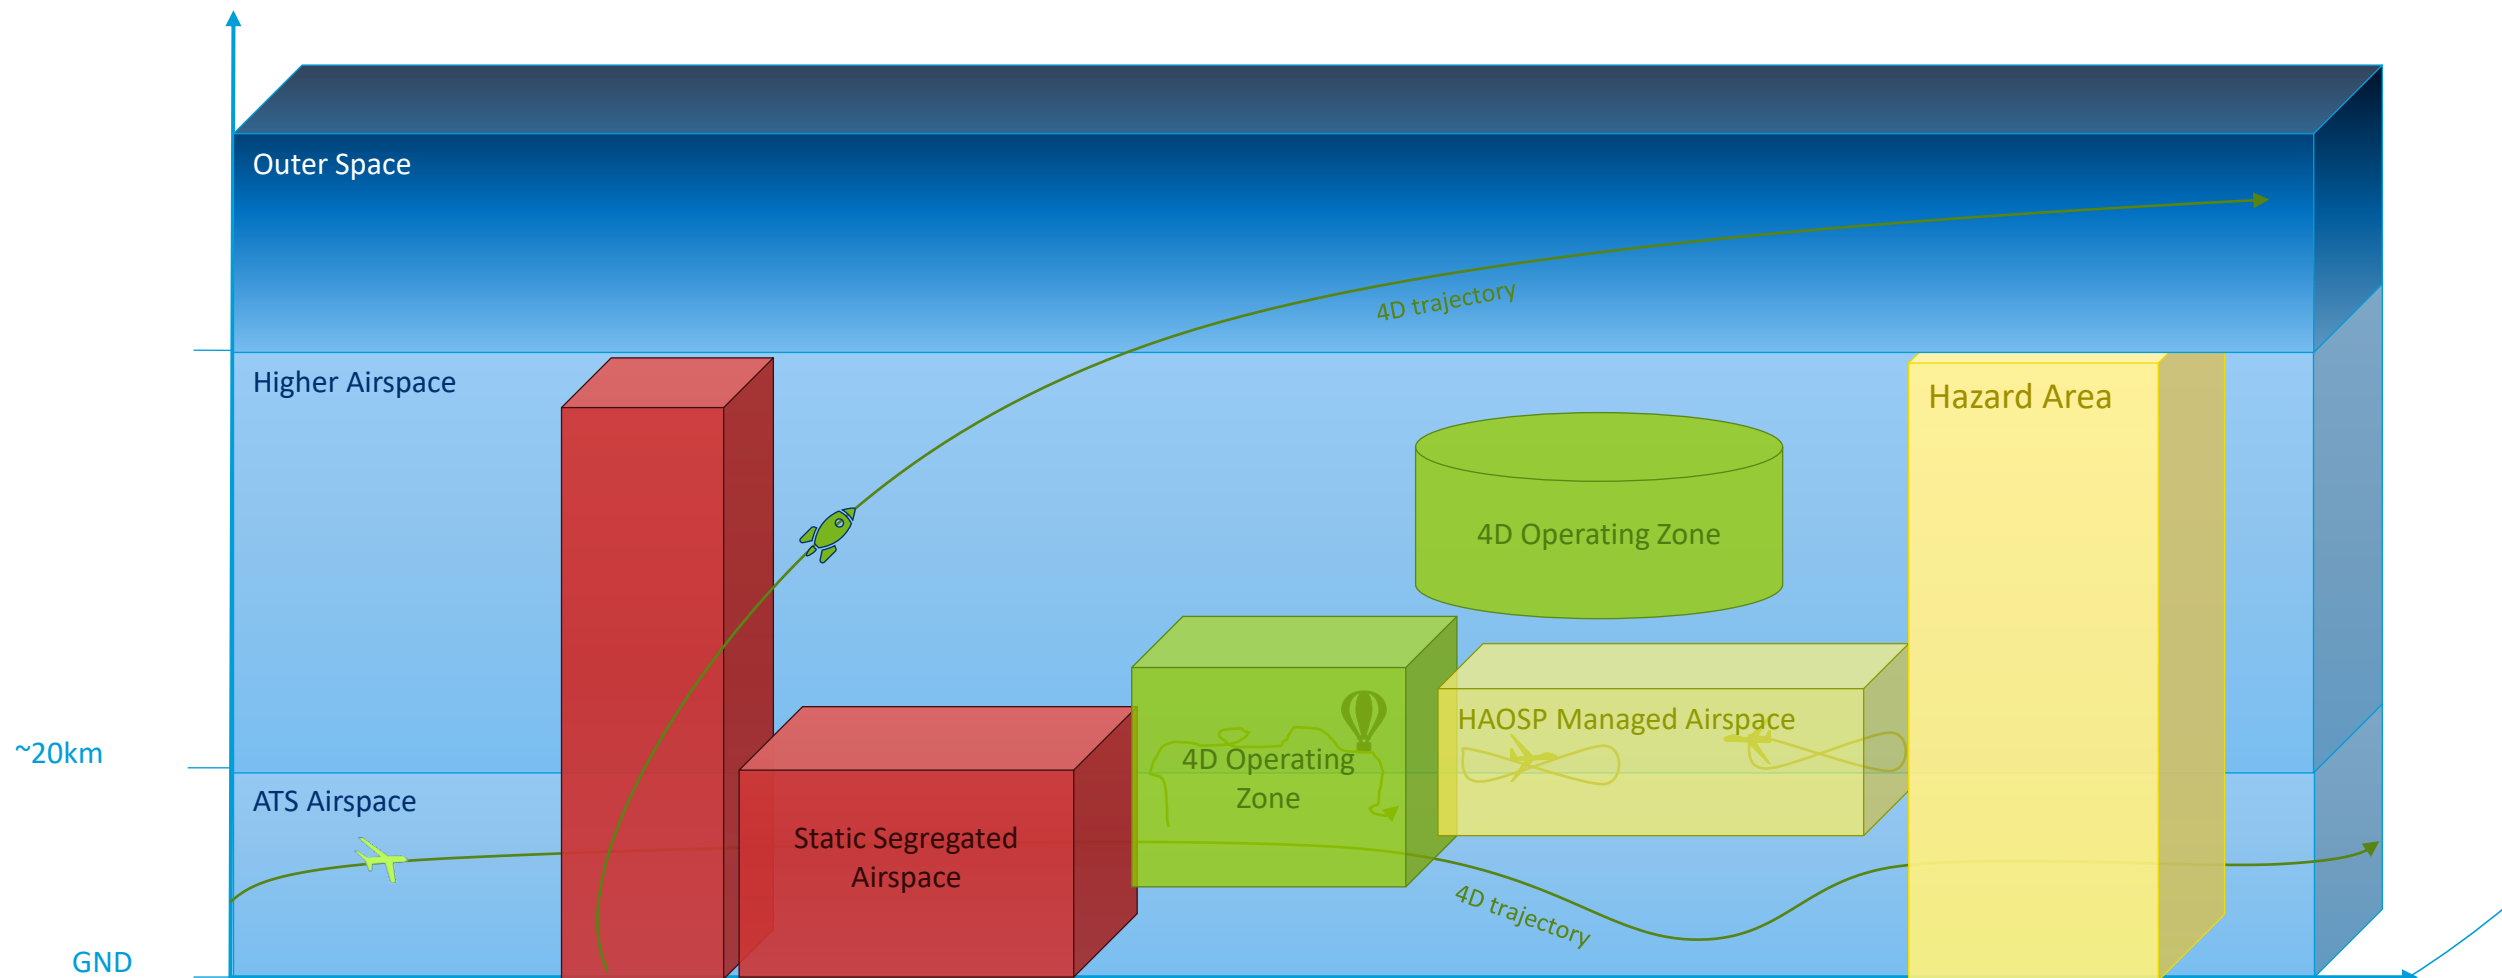 Outer Space
4D trajectory
Higher Airspace
Hazard Area
4D Operating Zone
HAOSP Managed Airspace
~20km
4D Operating
Zone
ATS Airspace
Static Segregated
Airspace
4D trajectory
GND